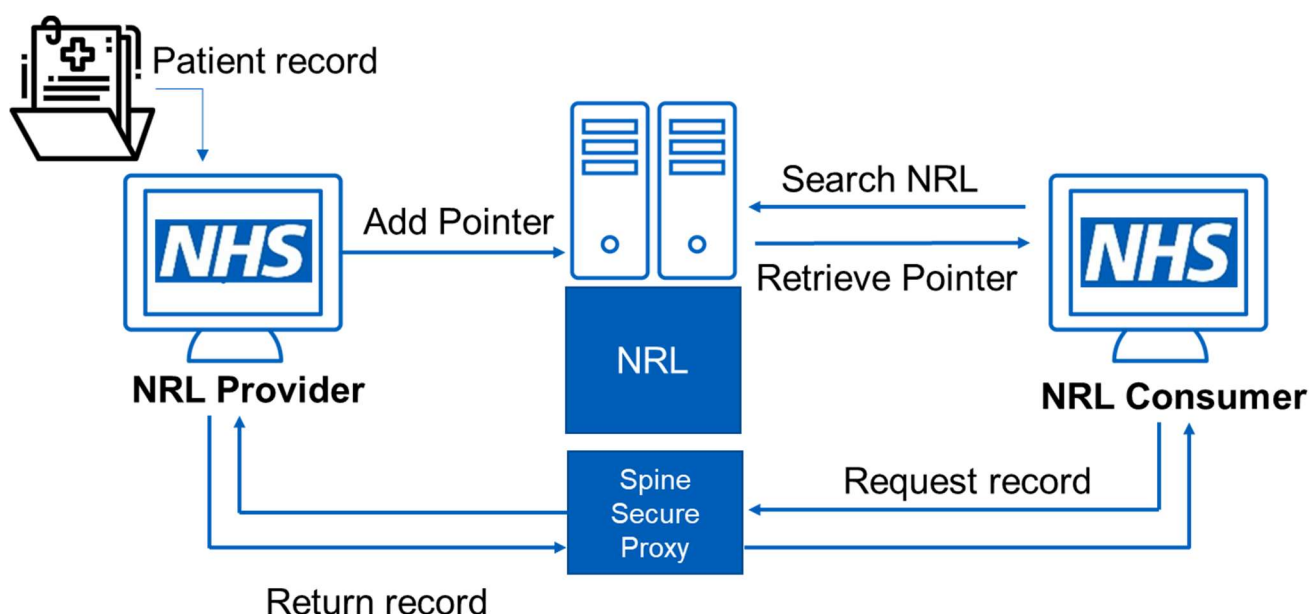 Patient record
NHS
NRL Provider
Add Pointer
NRL
Search NRL
Retrieve Pointer
NHS
NRL Consumer
Spine
Secure
Proxy
Request record
Return record